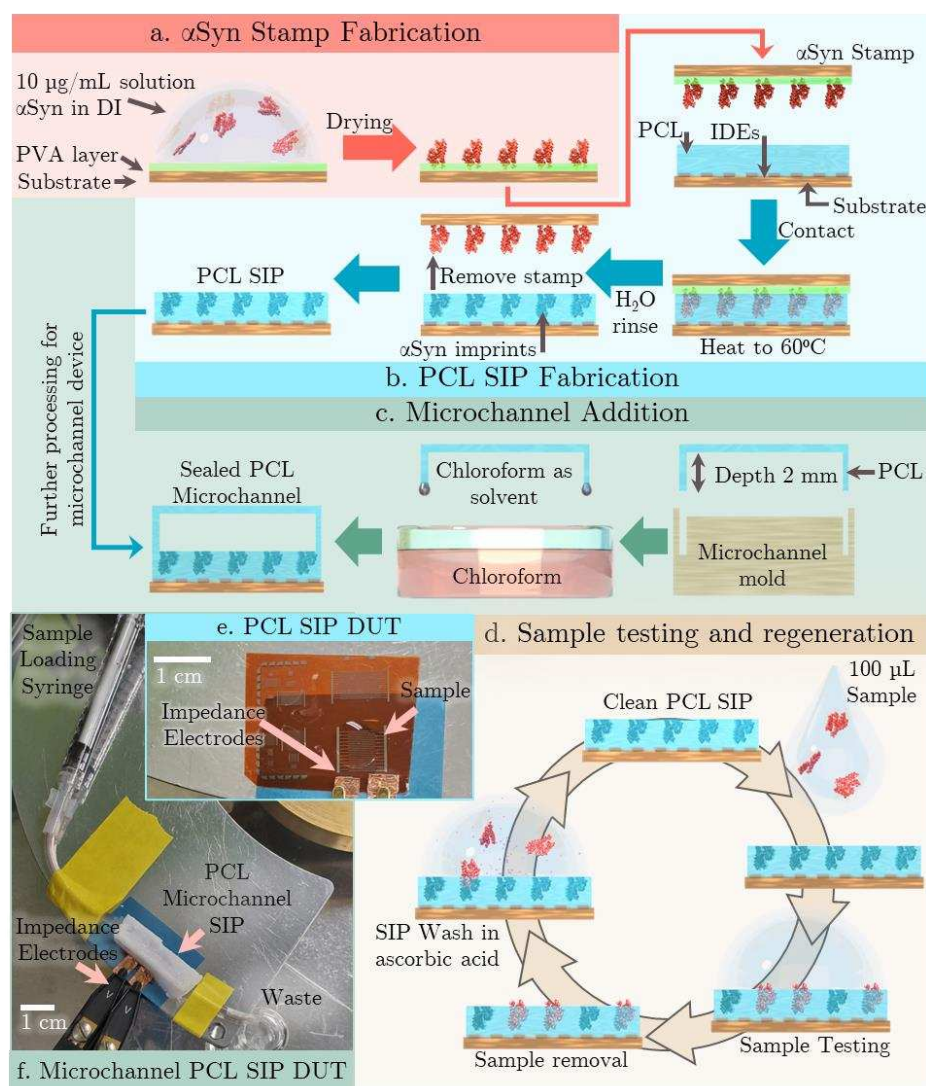 a. αSyn Stamp Fabrication
10 µg/mL solution
αSyn in DI
PVA layer
Substrate
Drying
αSyn Stamp
PCL
IDEs
Substrate
Contact
Heat to 60°C
H₂O
rinse
Remove stamp
αSyn imprints
PCL SIP
b. PCL SIP Fabrication
Further processing for
microchannel device
c. Microchannel Addition
Depth 2 mm
PCL
Microchannel
mold
Chloroform as
solvent
Chloroform
Sealed PCL
Microchannel
d. Sample testing and regeneration
100 µL
Sample
Clean PCL SIP
Sample Testing
Sample removal
SIP Wash in
ascorbic acid
e. PCL SIP DUT
1 cm
Sample
Impedance
Electrodes
Sample
Loading
Syringe
PCL
Microchannel
SIP
Impedance
Electrodes
V
V
Waste
1 cm
f. Microchannel PCL SIP DUT